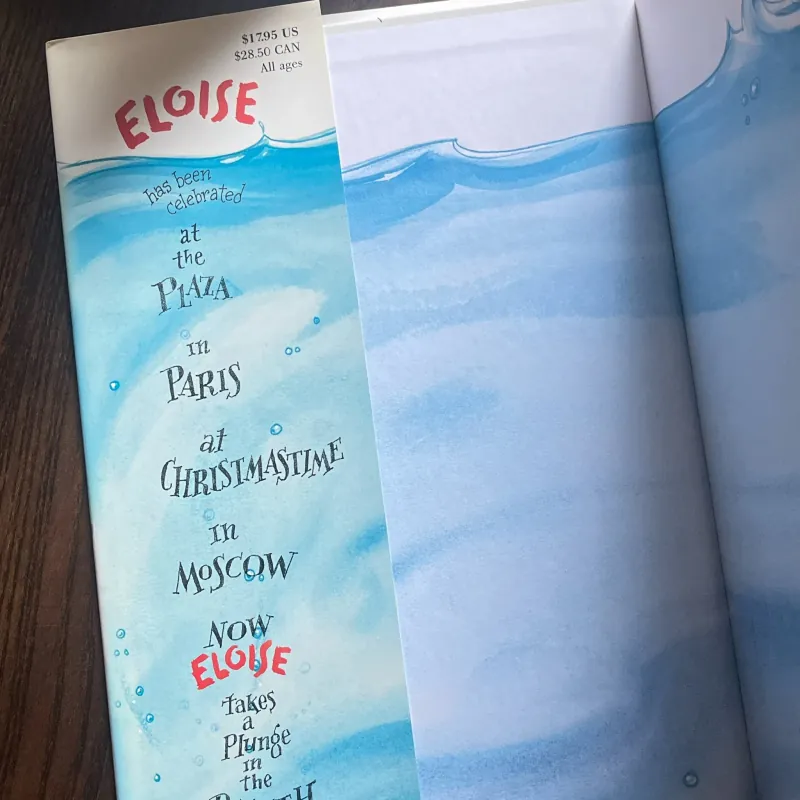 $17.95 US
$28.50 CAN
All ages
ELOISE
has been
celebrated
at
the
PLAZA
in
PARIS
at
CHRISTMASTIME
in
MOSCOW
NOW
ELOISE
Takes
a
Plunge
in
the